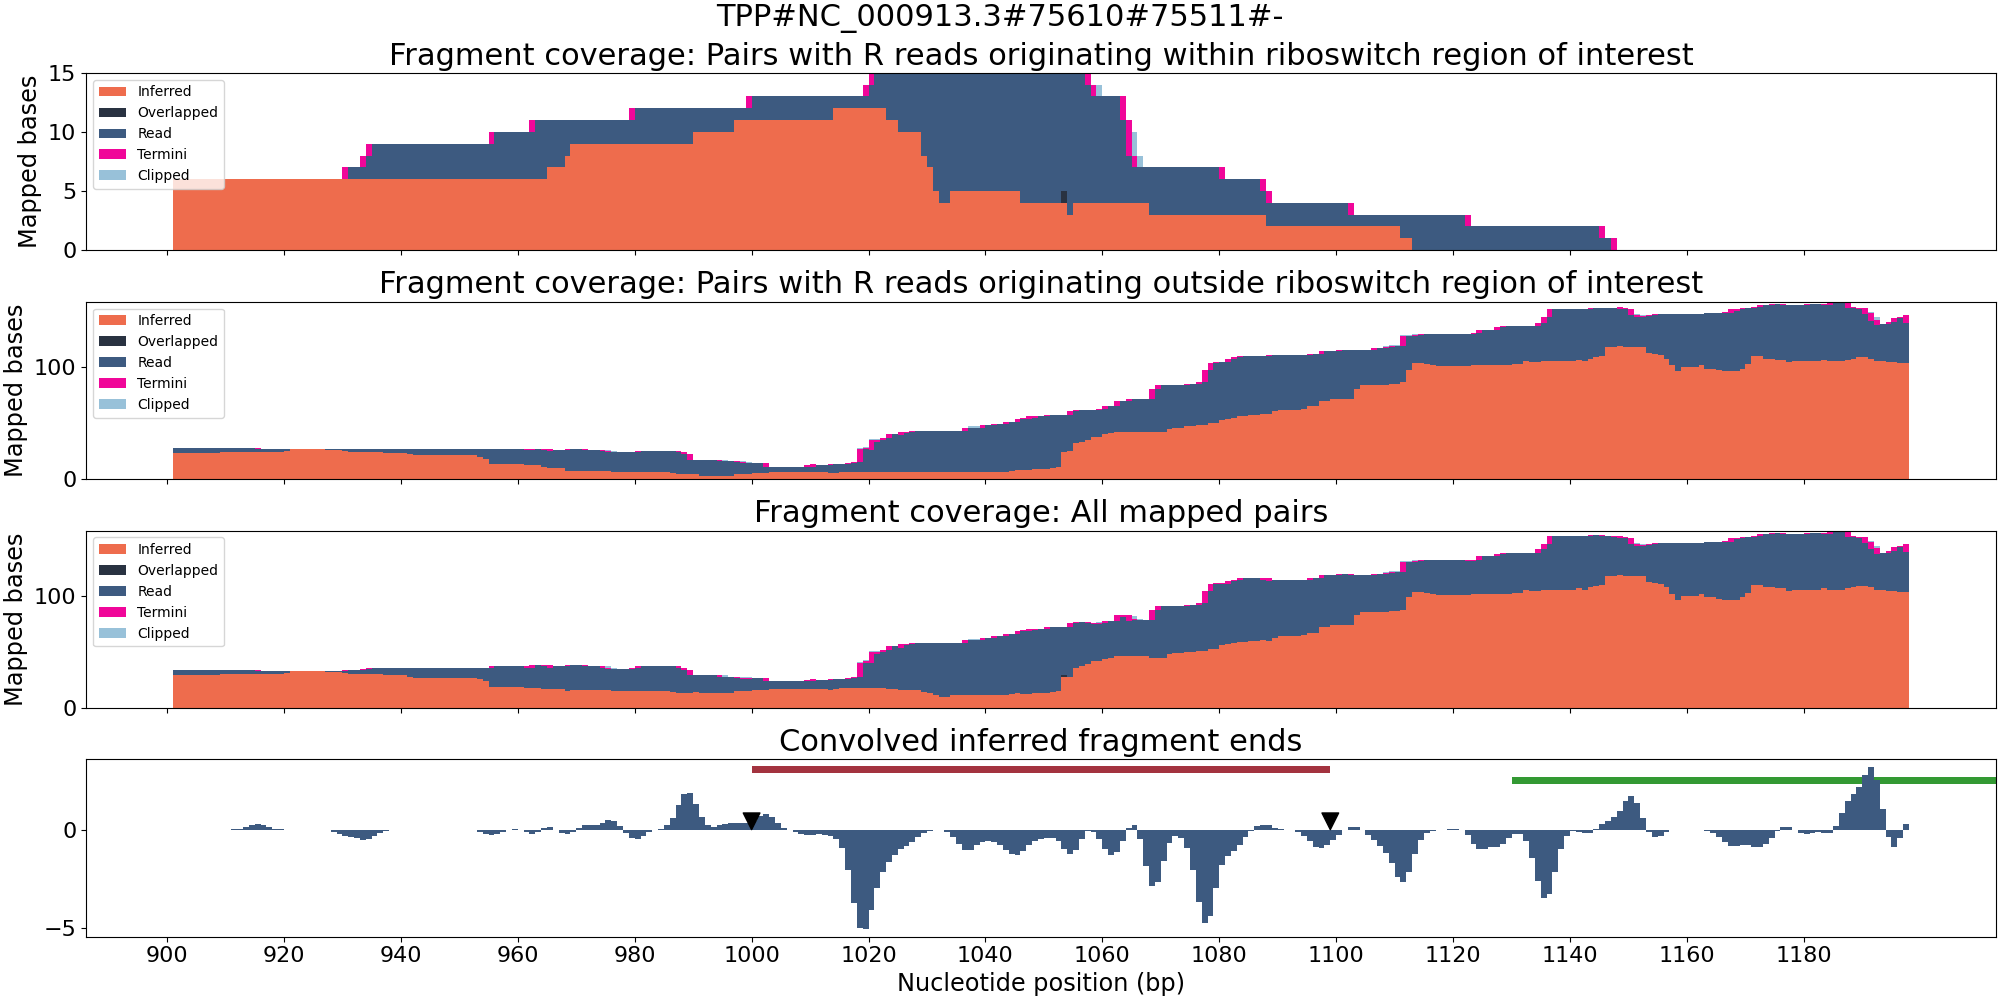 TPP#NC_000913.3#75610#75511#-
Fragment coverage: Pairs with R reads originating within riboswitch region of interest
Mapped bases
15
10
5
0
Inferred
Overlapped
Read
Termini
Clipped
Fragment coverage: Pairs with R reads originating outside riboswitch region of interest
Mapped bases
100
0
Inferred
Overlapped
Read
Termini
Clipped
Fragment coverage: All mapped pairs
Mapped bases
100
0
Inferred
Overlapped
Read
Termini
Clipped
Convolved inferred fragment ends
0
−5
900 920 940 960 980 1000 1020 1040 1060 1080 1100 1120 1140 1160 1180
Nucleotide position (bp)